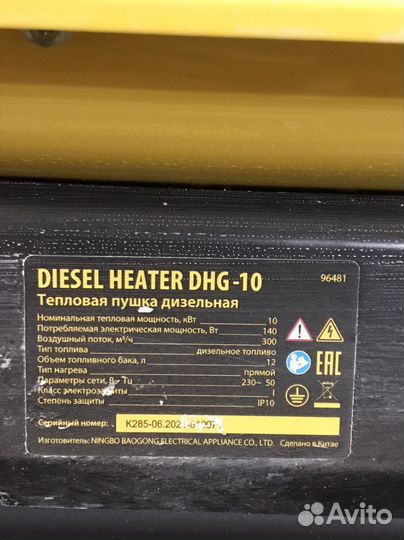 DIESEL HEATER DHG-10 96481
Тепловая пушка дизельная
Номинальная тепловая мощность, кВт 10
Потребляемая электрическая мощность, Вт 140
Воздушный поток, м³/ч 300
Тип топлива дизельное топливо
Объем топливного бака, л 12
Тип нагрева прямой
Параметры сети, В~ Гц 230~ 50
Класс электрозащиты I
Степень защиты IP10
Серийный номер:
Изготовитель: NINGBO BAOGONG ELECTRICAL APPLIANCE CO., LTD. Сделано в Китае
EAC
Avito